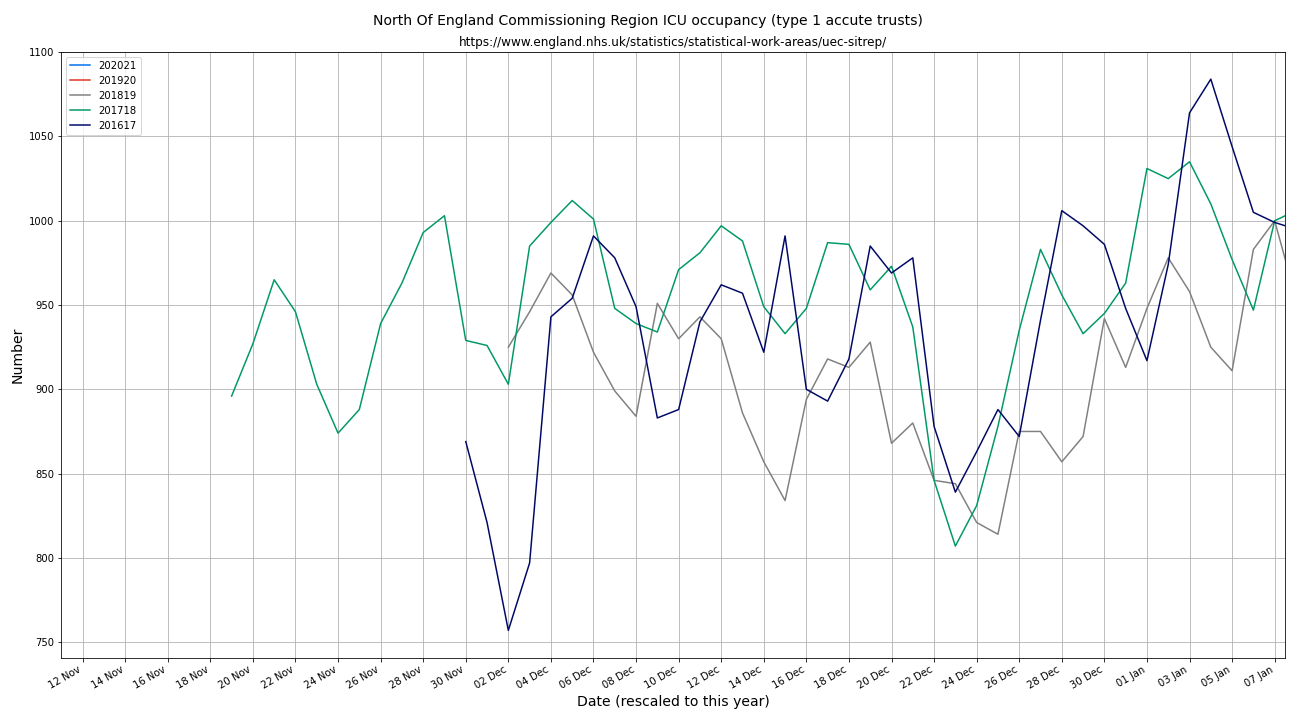 North Of England Commissioning Region ICU occupancy (type 1 accute trusts)
https://www.england.nhs.uk/statistics/statistical-work-areas/uec-sitrep/
202021
201920
201819
201718
201617
1100
1050
1000
950
900
850
800
750
Number
12 Nov
14 Nov
16 Nov
18 Nov
20 Nov
22 Nov
24 Nov
26 Nov
28 Nov
30 Nov
02 Dec
04 Dec
06 Dec
08 Dec
10 Dec
12 Dec
14 Dec
16 Dec
18 Dec
20 Dec
22 Dec
24 Dec
26 Dec
28 Dec
30 Dec
01 Jan
03 Jan
05 Jan
07 Jan
Date (rescaled to this year)